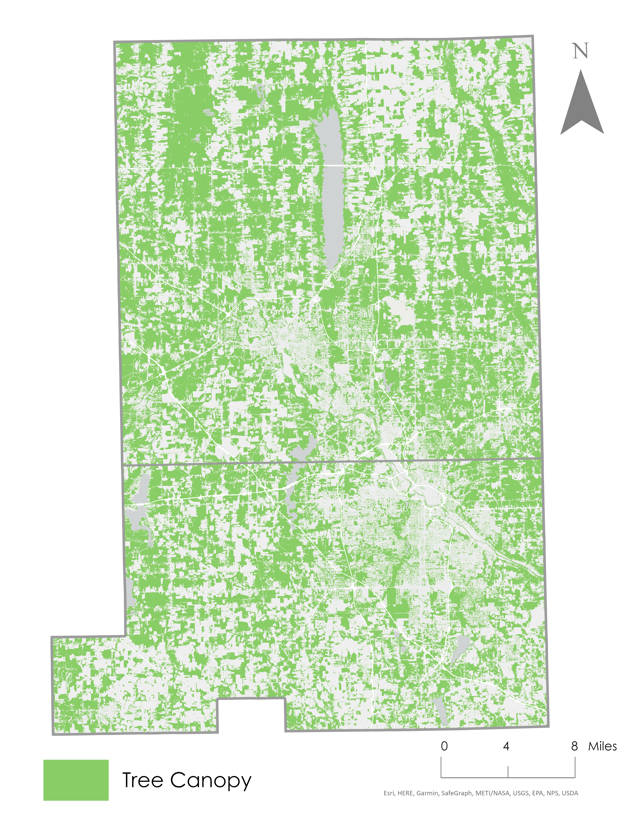 N
0 4 8 Miles
Tree Canopy
Esri, HERE, Garmin, SafeGraph, METI/NASA, USGS, EPA, NPS, USDA